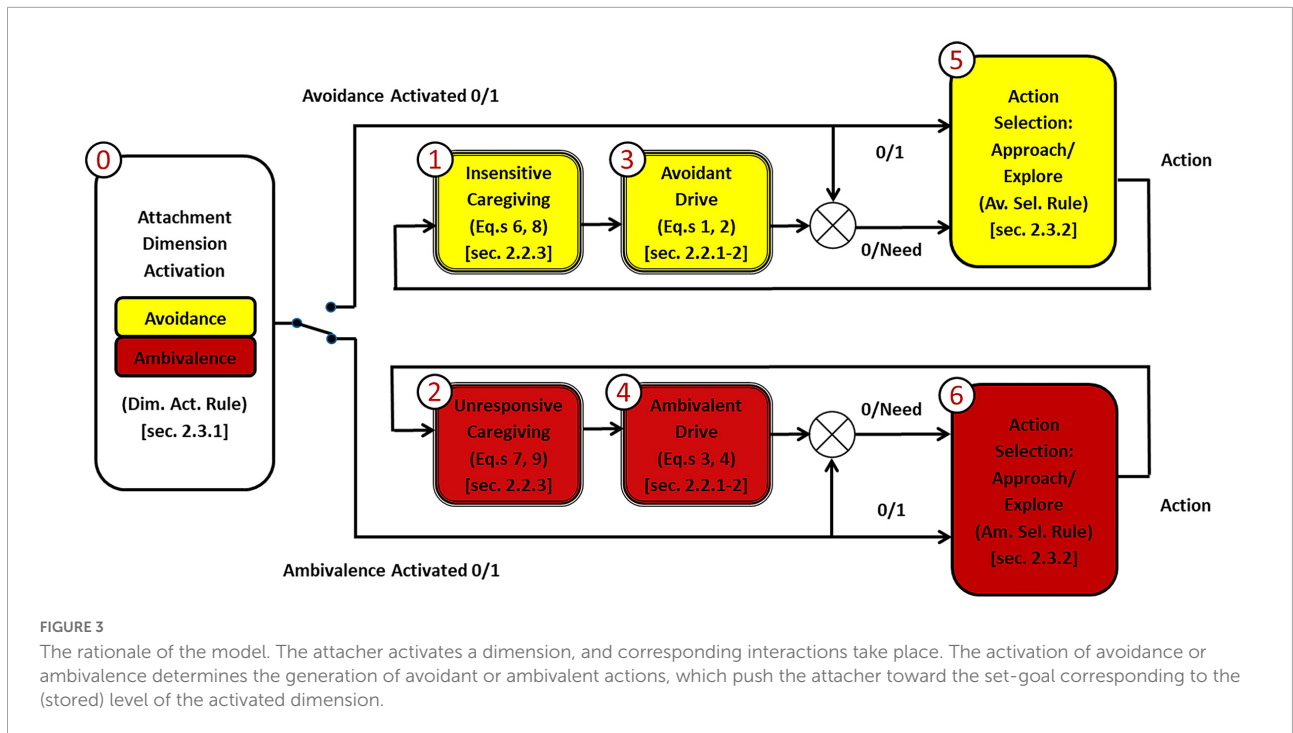 0
Attachment
Dimension
Activation
Avoidance
Ambivalence
(Dim. Act. Rule)
[sec. 2.3.1]
Avoidance Activated 0/1
1
Insensitive
Caregiving
(Eq.s 6, 8)
[sec. 2.2.3]
3
Avoidant
Drive
(Eq.s 1, 2)
[sec. 2.2.1-2]
0/1
0/Need
5
Action
Selection:
Approach/
Explore
(Av. Sel. Rule)
[sec. 2.3.2]
Action
2
Unresponsive
Caregiving
(Eq.s 7, 9)
[sec. 2.2.3]
4
Ambivalent
Drive
(Eq.s 3, 4)
[sec. 2.2.1-2]
0/Need
0/1
6
Action
Selection:
Approach/
Explore
(Am. Sel. Rule)
[sec. 2.3.2]
Action
Ambivalence Activated 0/1
FIGURE 3
The rationale of the model. The attacher activates a dimension, and corresponding interactions take place. The activation of avoidance or
ambivalence determines the generation of avoidant or ambivalent actions, which push the attacher toward the set-goal corresponding to the
(stored) level of the activated dimension.